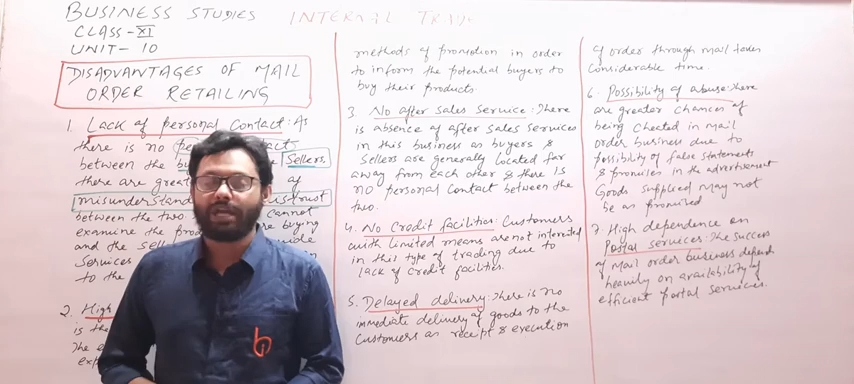 BUSINESS STUDIES INTERNAL TRADE
CLASS-XI
UNIT-10
DISADVANTAGES OF MAIL
ORDER RETAILING
1. Lack of personal contact: As
there is no
between the Sellers,
there are great of
misunderstand
between the two. cannot
examine the buying
and the
Services
to the
2. High
is the
The
methods of promotion in order
to inform the potential buyers to
buy their products.
3. No after sales service: There
is absence of after sales services
in this business as buyers &
Sellers are generally located far
away from each other & there is
no personal contact between the
two.
4. No Credit facilities: Customers
with limited means are not interested
in this type of trading due to
lack of credit facilities.
5. Delayed delivery: There is no
immediate delivery of goods to the
Customers as receipt & execution
of order through mail takes
Considerable time.
6. Possibility of abuse: There
are greater chances of
being cheated in mail
order business due to
possibility of false statements
& promises in the advertisement
Goods supplied may not
be as promised
7. High dependence on
Postal services: The success
of mail order business depends
heavily on availability of
efficient postal services.